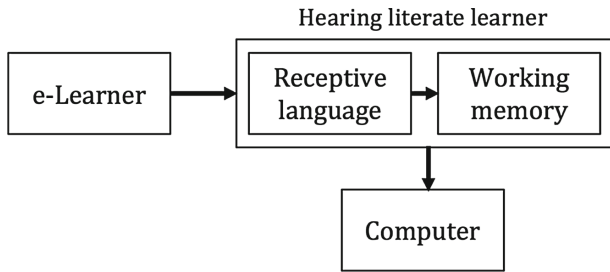 Hearing literate learner
e-Learner
Receptive
language
Working
memory
Computer